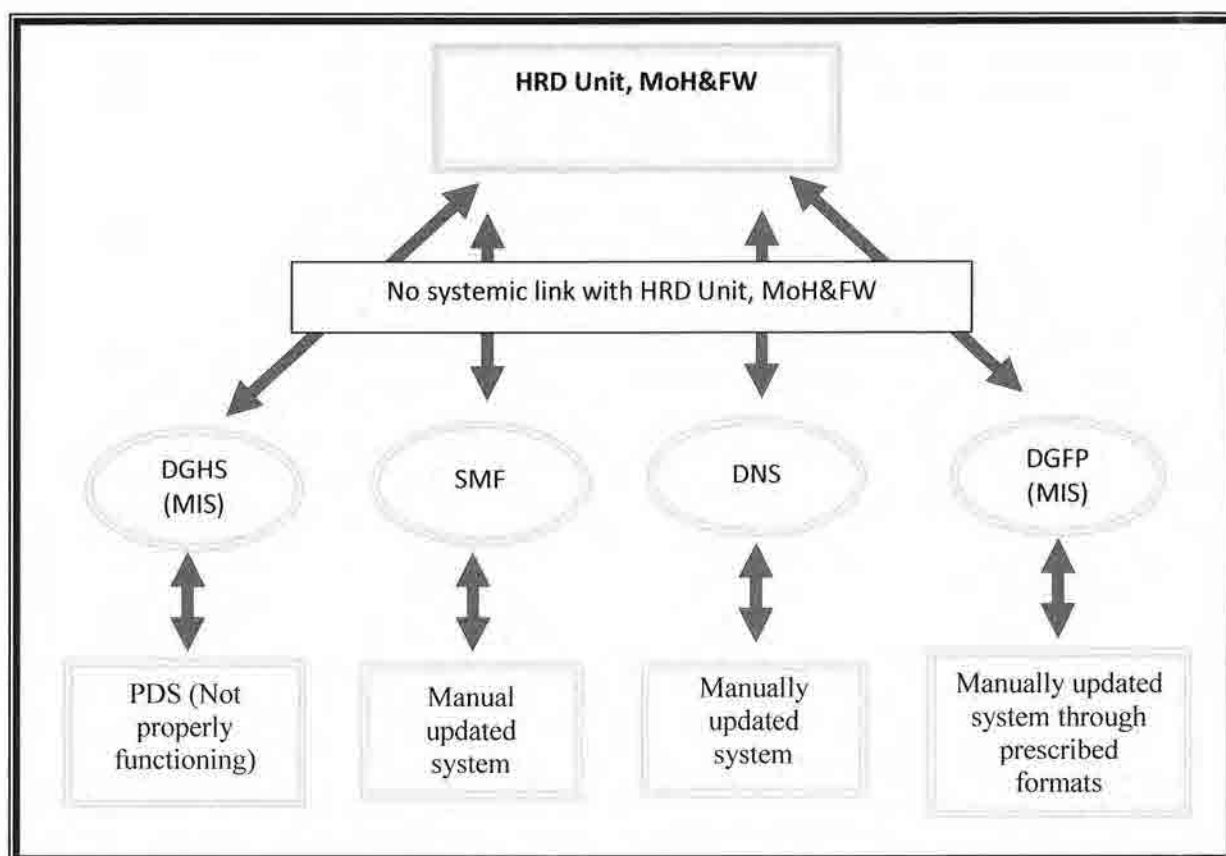 HRD Unit, MoH&FW
No systemic link with HRD Unit, MoH&FW
DGHS
(MIS)
SMF
DNS
DGFP
(MIS)
PDS (Not
properly
functioning)
Manual
updated
system
Manually
updated
system
Manually updated
system through
prescribed
formats